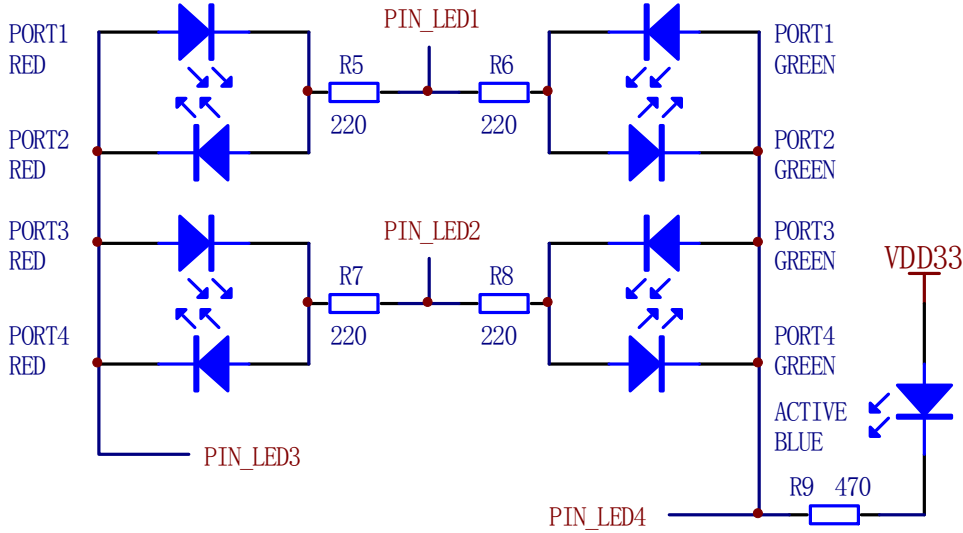 PIN_LED1
PORT1
RED
R5
R6
PORT1
GREEN
220
220
PORT2
RED
PORT2
GREEN
PORT3
RED
PIN_LED2
PORT3
GREEN
VDD33
R7
R8
220
220
PORT4
RED
PORT4
GREEN
ACTIVE
BLUE
PIN_LED3
R9 470
PIN_LED4